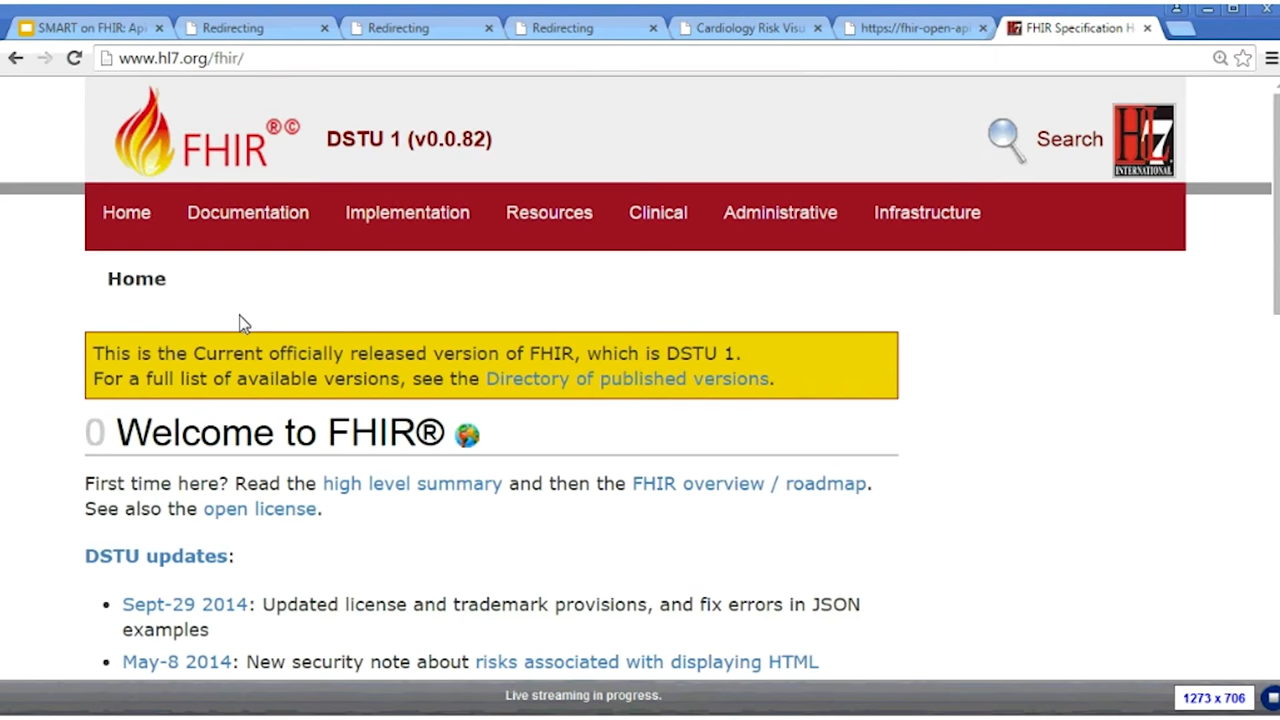 SMART on FHIR: Api
Redirecting
Redirecting
Redirecting
Cardiology Risk Visu
https://fhir-open-api
FHIR Specification H
www.hl7.org/fhir/
FHIR®©
DSTU 1 (v0.0.82)
Search
HL7
INTERNATIONAL
Home
Documentation
Implementation
Resources
Clinical
Administrative
Infrastructure
Home
This is the Current officially released version of FHIR, which is DSTU 1.
For a full list of available versions, see the Directory of published versions.
0 Welcome to FHIR®
First time here? Read the high level summary and then the FHIR overview / roadmap.
See also the open license.
DSTU updates:
• Sept-29 2014: Updated license and trademark provisions, and fix errors in JSON
examples
• May-8 2014: New security note about risks associated with displaying HTML
Live streaming in progress.
1273 x 706